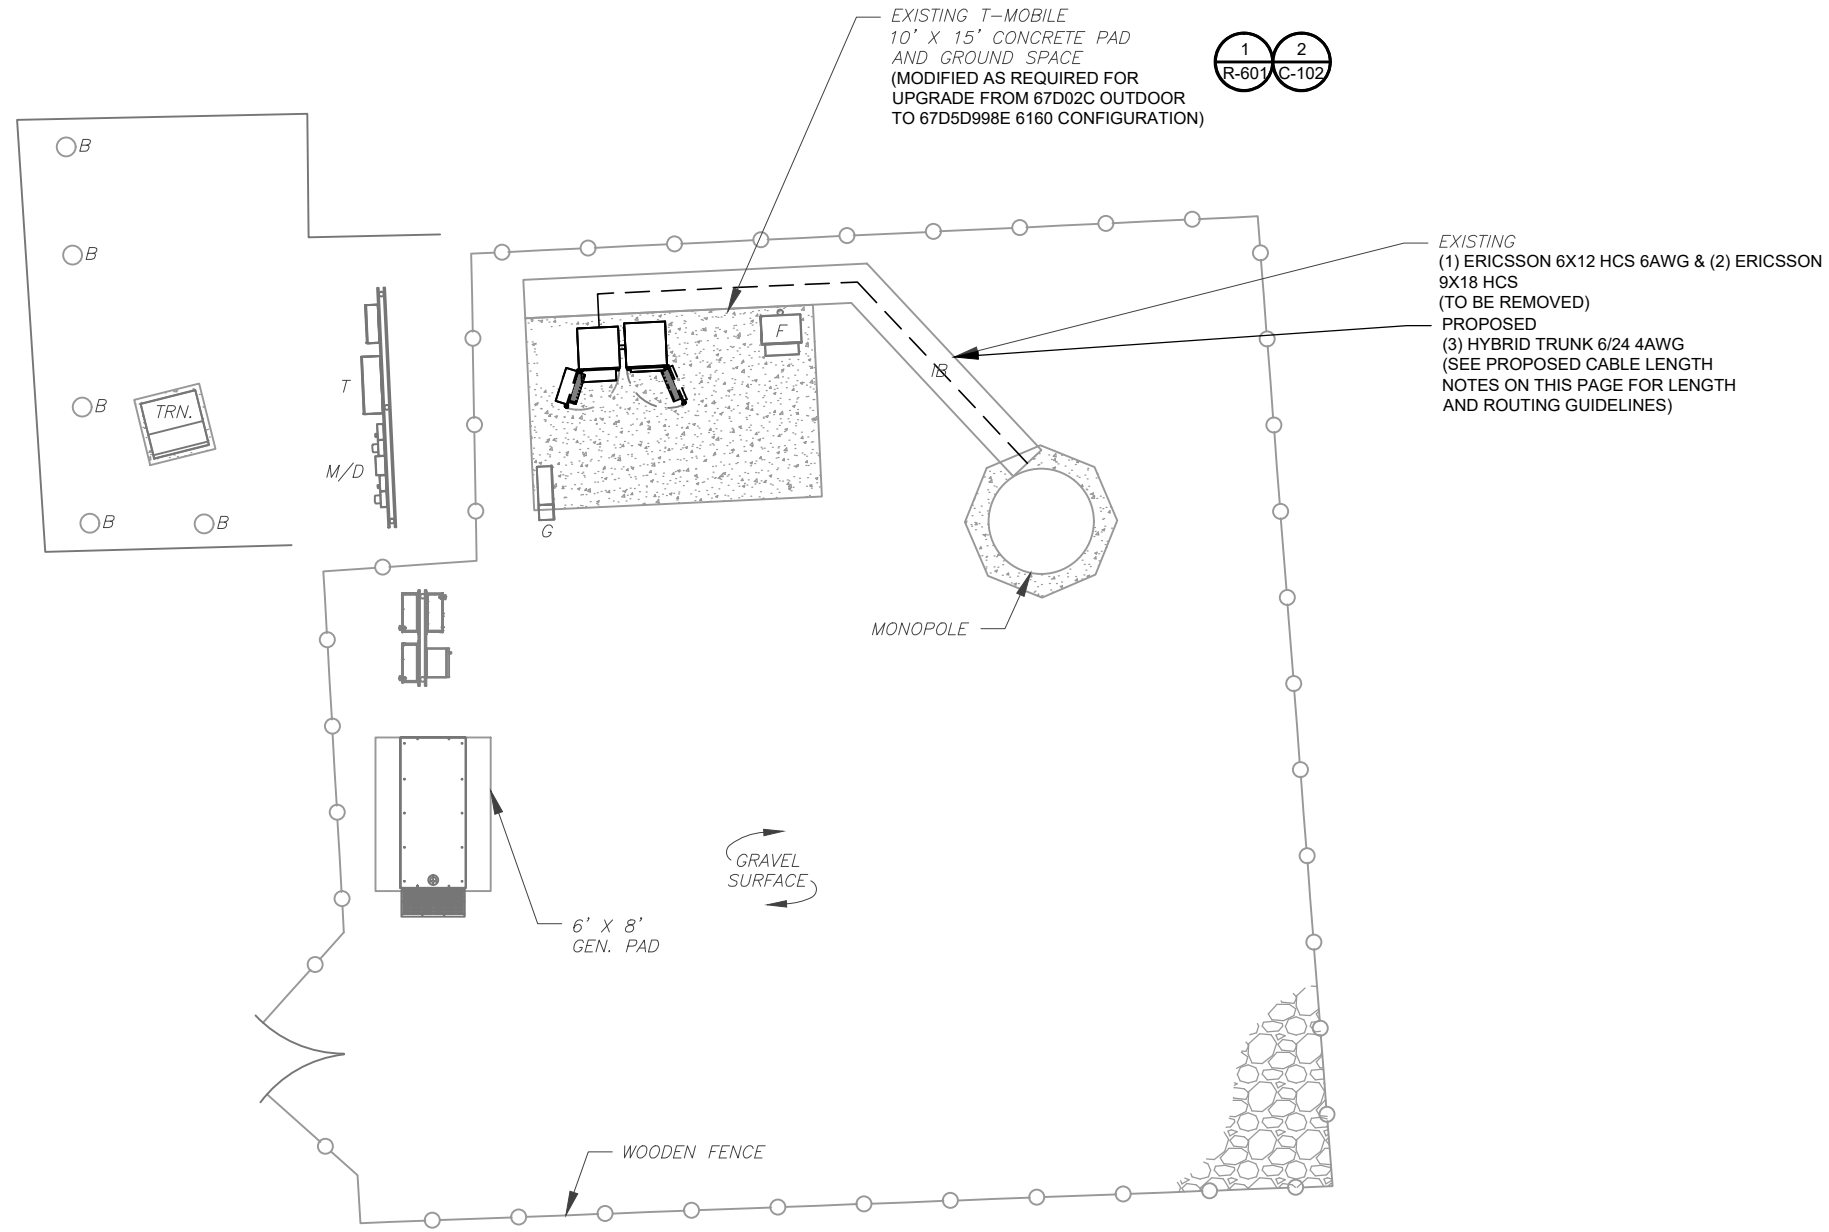 EXISTING T-MOBILE
10' X 15' CONCRETE PAD
AND GROUND SPACE
(MODIFIED AS REQUIRED FOR
UPGRADE FROM 67D02C OUTDOOR
TO 67D5D998E 6160 CONFIGURATION)
1
R-601
2
C-102
B
B
B
B
B
TRN.
T
M/D
F
G
IB
EXISTING
(1) ERICSSON 6X12 HCS 6AWG & (2) ERICSSON
9X18 HCS
(TO BE REMOVED)
PROPOSED
(3) HYBRID TRUNK 6/24 4AWG
(SEE PROPOSED CABLE LENGTH
NOTES ON THIS PAGE FOR LENGTH
AND ROUTING GUIDELINES)
MONOPOLE
GRAVEL
SURFACE
6' X 8'
GEN. PAD
WOODEN FENCE